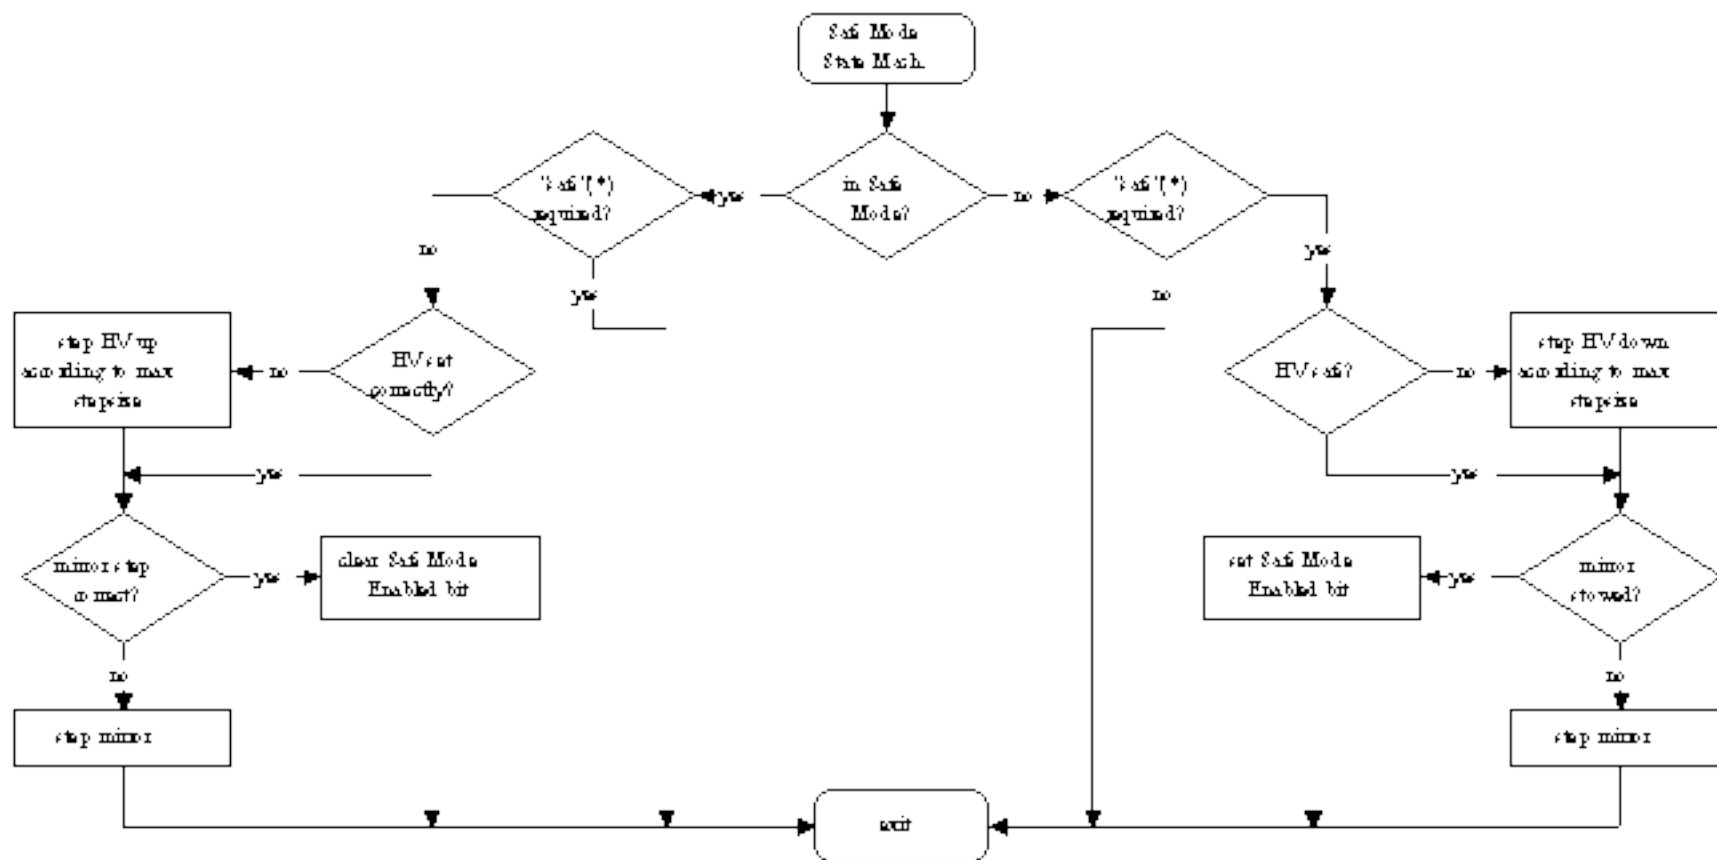 Safe Mode
State Mach.
"safe"(*)
required?
yes
in Safe
Mode?
no
"safe"(*)
required?
no
yes
no
yes
step HV up
according to max
stepsize
no
HV set
correctly?
HV safe?
no
step HV down
according to max
stepsize
yes
yes
mirror step
correct?
yes
clear Safe Mode
Enabled bit
set Safe Mode
Enabled bit
yes
mirror
stowed?
no
no
step mirror
step mirror
exit